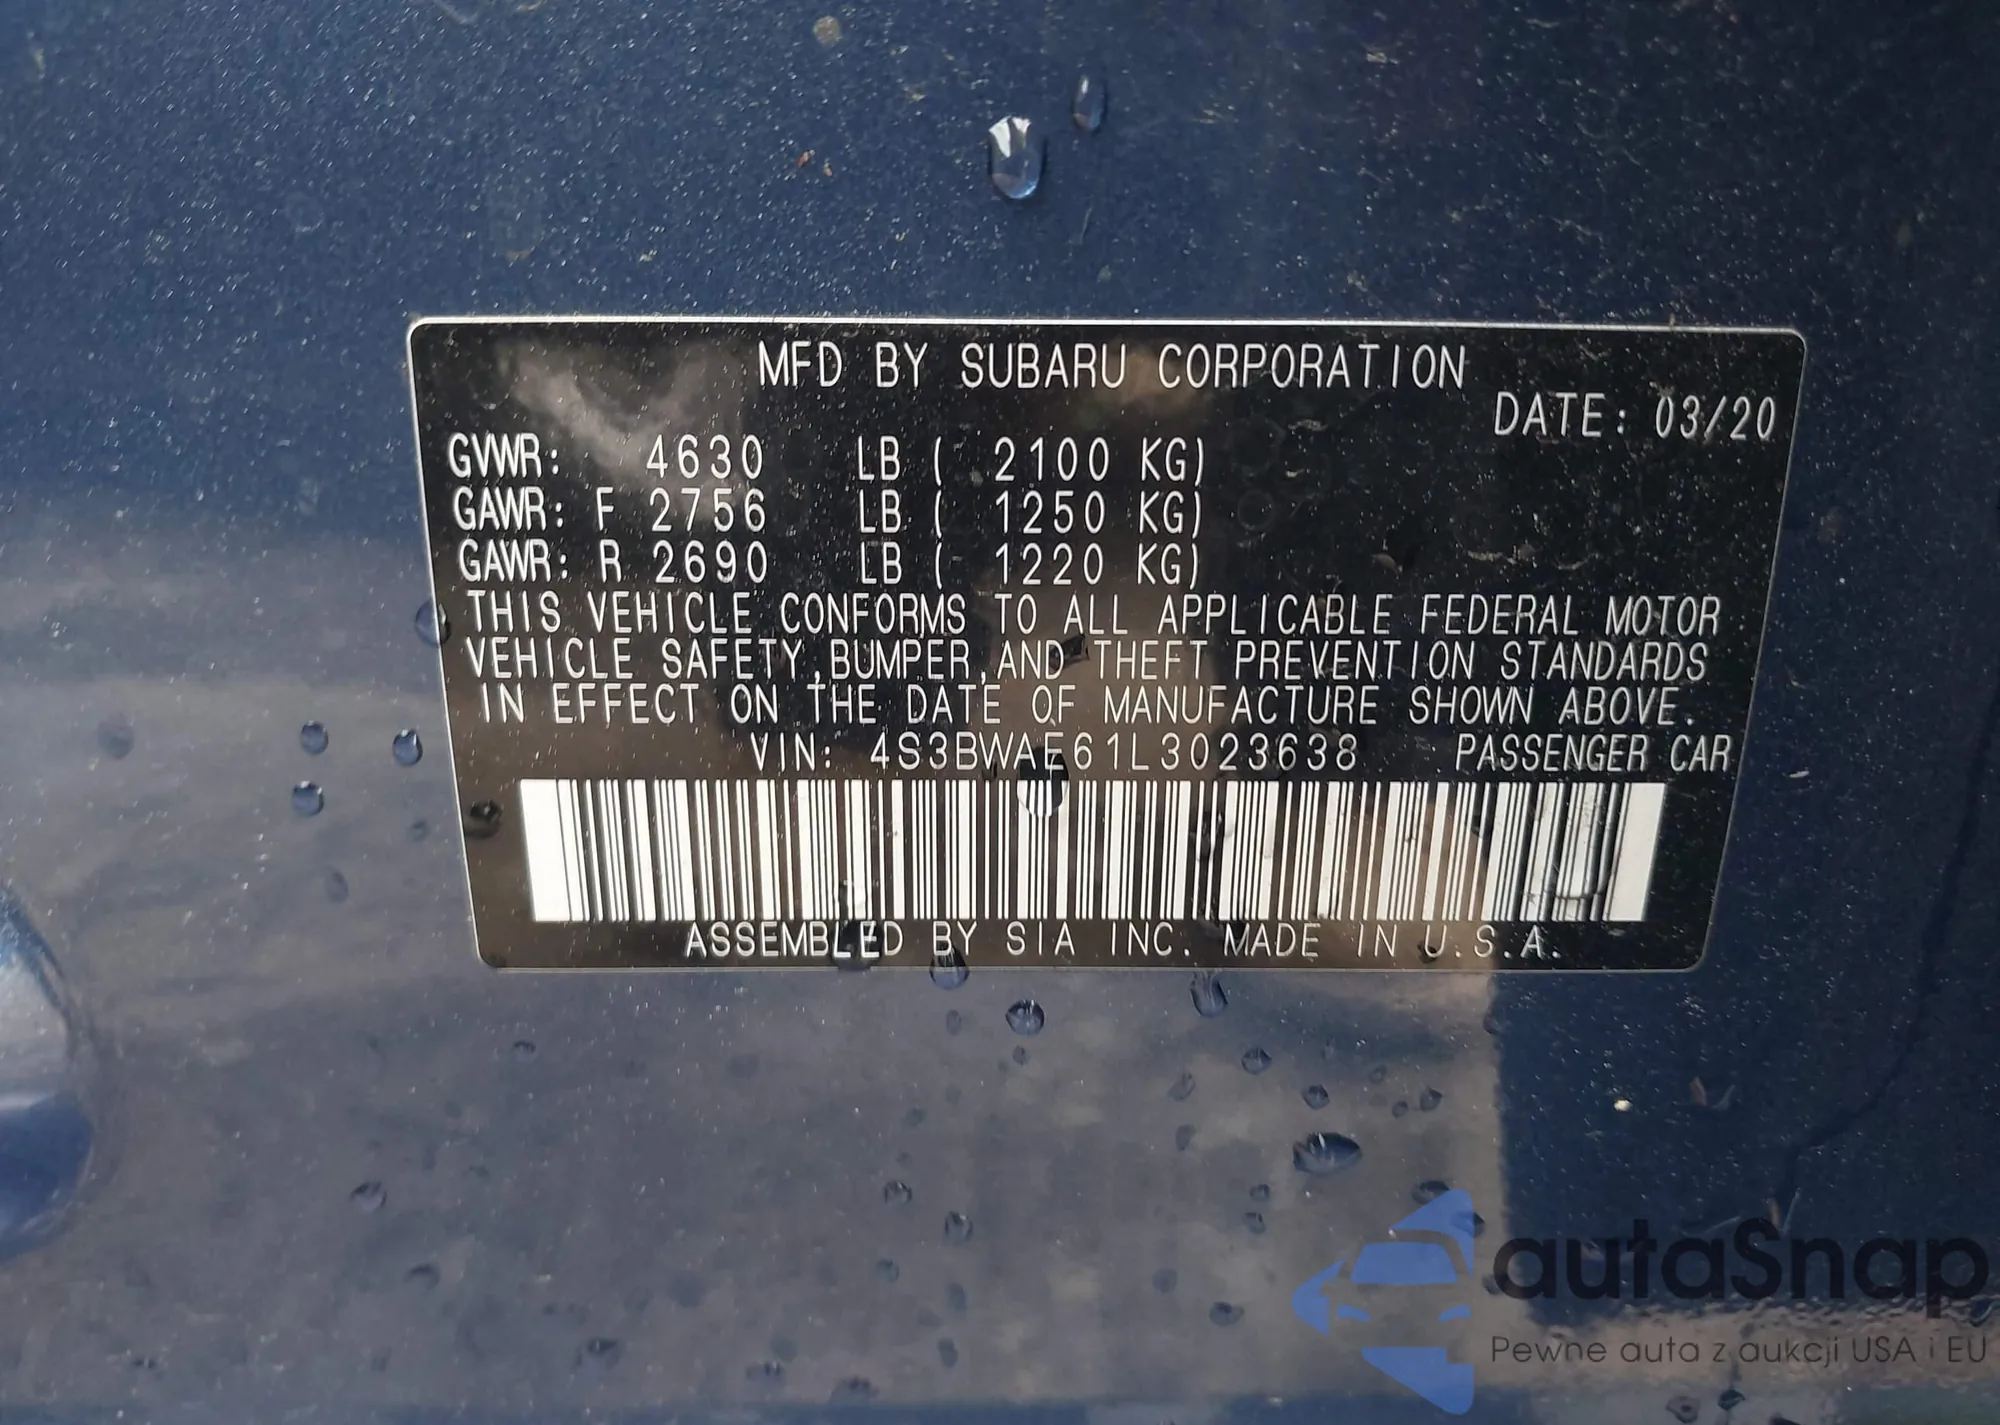 MFD BY SUBARU CORPORATION
DATE: 03/20
GVWR: 4630 LB ( 2100 KG)
GAWR: F 2756 LB ( 1250 KG)
GAWR: R 2690 LB ( 1220 KG)
THIS VEHICLE CONFORMS TO ALL APPLICABLE FEDERAL MOTOR
VEHICLE SAFETY,BUMPER,AND THEFT PREVENTION STANDARDS
IN EFFECT ON THE DATE OF MANUFACTURE SHOWN ABOVE.
VIN: 4S3BWAE61L3023638 PASSENGER CAR
ASSEMBLED BY SIA INC. MADE IN U.S.A.
autaSnap
Pewne auta z aukcji USA i EU